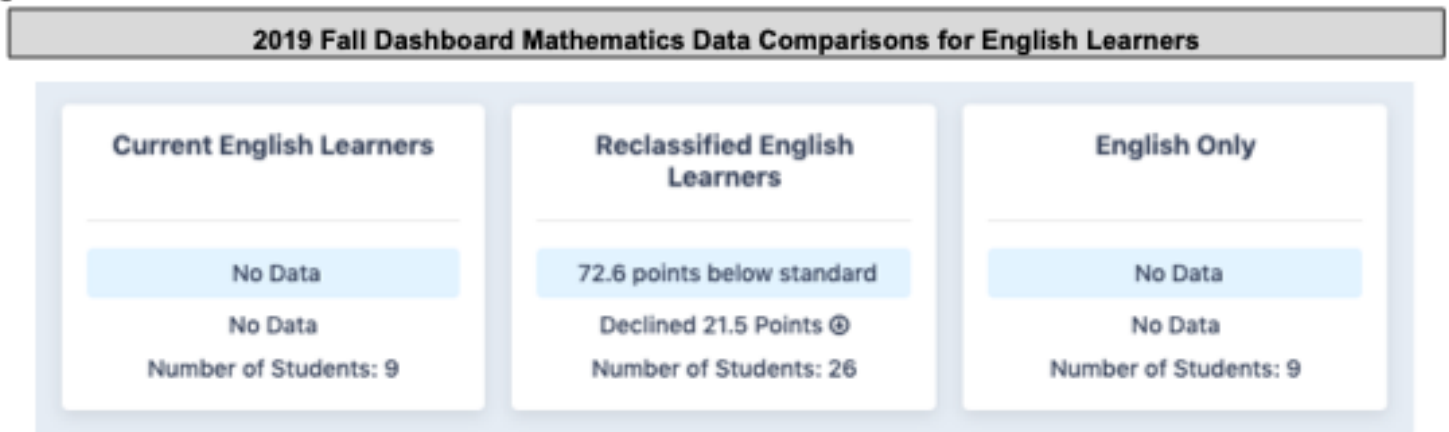 2019 Fall Dashboard Mathematics Data Comparisons for English Learners
Current English Learners
No Data
No Data
Number of Students: 9
Reclassified English
Learners
72.6 points below standard
Declined 21.5 Points
Number of Students: 26
English Only
No Data
No Data
Number of Students: 9